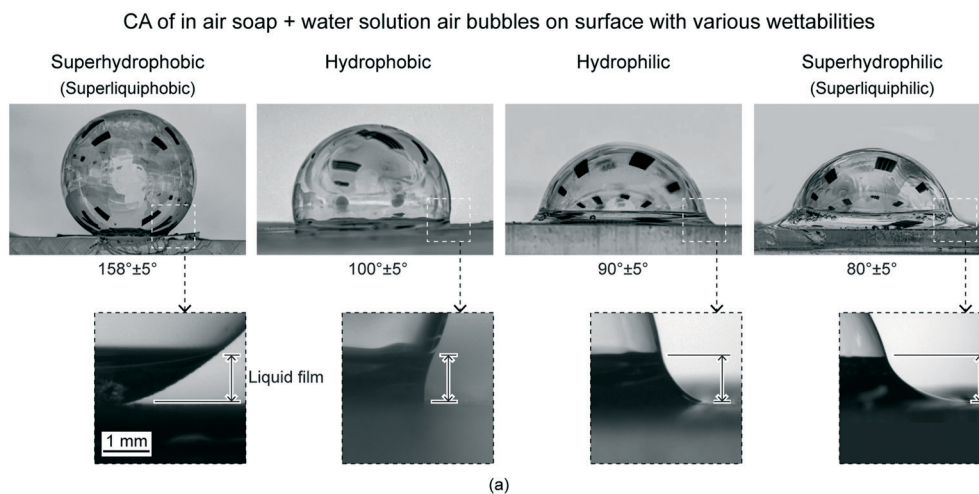 CA of in air soap + water solution air bubbles on surface with various wettabilities
Superhydrophobic
(Superliquiphobic)
Hydrophobic
Hydrophilic
Superhydrophilic
(Superliquiphilic)
158°±5°
100°±5°
90°±5°
80°±5°
Liquid film
1 mm
(a)